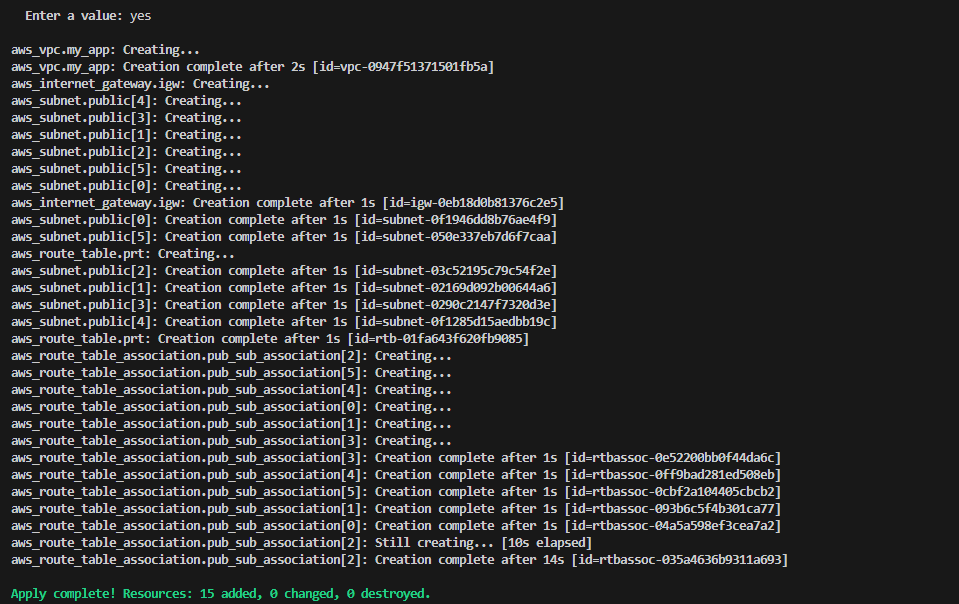 Enter a value: yes
aws_vpc.my_app: Creating...
aws_vpc.my_app: Creation complete after 2s [id=vpc-0947f51371501fb5a]
aws_internet_gateway.igw: Creating...
aws_subnet.public[4]: Creating...
aws_subnet.public[3]: Creating...
aws_subnet.public[1]: Creating...
aws_subnet.public[2]: Creating...
aws_subnet.public[5]: Creating...
aws_subnet.public[0]: Creating...
aws_internet_gateway.igw: Creation complete after 1s [id=igw-0eb18d0b81376c2e5]
aws_subnet.public[0]: Creation complete after 1s [id=subnet-0f1946dd8b76ae4f9]
aws_subnet.public[5]: Creation complete after 1s [id=subnet-050e337eb7d6f7caa]
aws_route_table.prt: Creating...
aws_subnet.public[2]: Creation complete after 1s [id=subnet-03c52195c79c54f2e]
aws_subnet.public[1]: Creation complete after 1s [id=subnet-02169d092b00644a6]
aws_subnet.public[3]: Creation complete after 1s [id=subnet-0290c2147f7320d3e]
aws_subnet.public[4]: Creation complete after 1s [id=subnet-0f1285d15aedbb19c]
aws_route_table.prt: Creation complete after 1s [id=rtb-01fa643f620fb9085]
aws_route_table_association.pub_sub_association[2]: Creating...
aws_route_table_association.pub_sub_association[5]: Creating...
aws_route_table_association.pub_sub_association[4]: Creating...
aws_route_table_association.pub_sub_association[0]: Creating...
aws_route_table_association.pub_sub_association[1]: Creating...
aws_route_table_association.pub_sub_association[3]: Creating...
aws_route_table_association.pub_sub_association[3]: Creation complete after 1s [id=rtbassoc-0e52200bb0f44da6c]
aws_route_table_association.pub_sub_association[4]: Creation complete after 1s [id=rtbassoc-0ff9bad281ed508eb]
aws_route_table_association.pub_sub_association[5]: Creation complete after 1s [id=rtbassoc-0cbf2a104405cbcb2]
aws_route_table_association.pub_sub_association[1]: Creation complete after 1s [id=rtbassoc-093b6c5f4b301ca77]
aws_route_table_association.pub_sub_association[0]: Creation complete after 1s [id=rtbassoc-04a5a598ef3cea7a2]
aws_route_table_association.pub_sub_association[2]: Still creating... [10s elapsed]
aws_route_table_association.pub_sub_association[2]: Creation complete after 14s [id=rtbassoc-035a4636b9311a693]
Apply complete! Resources: 15 added, 0 changed, 0 destroyed.